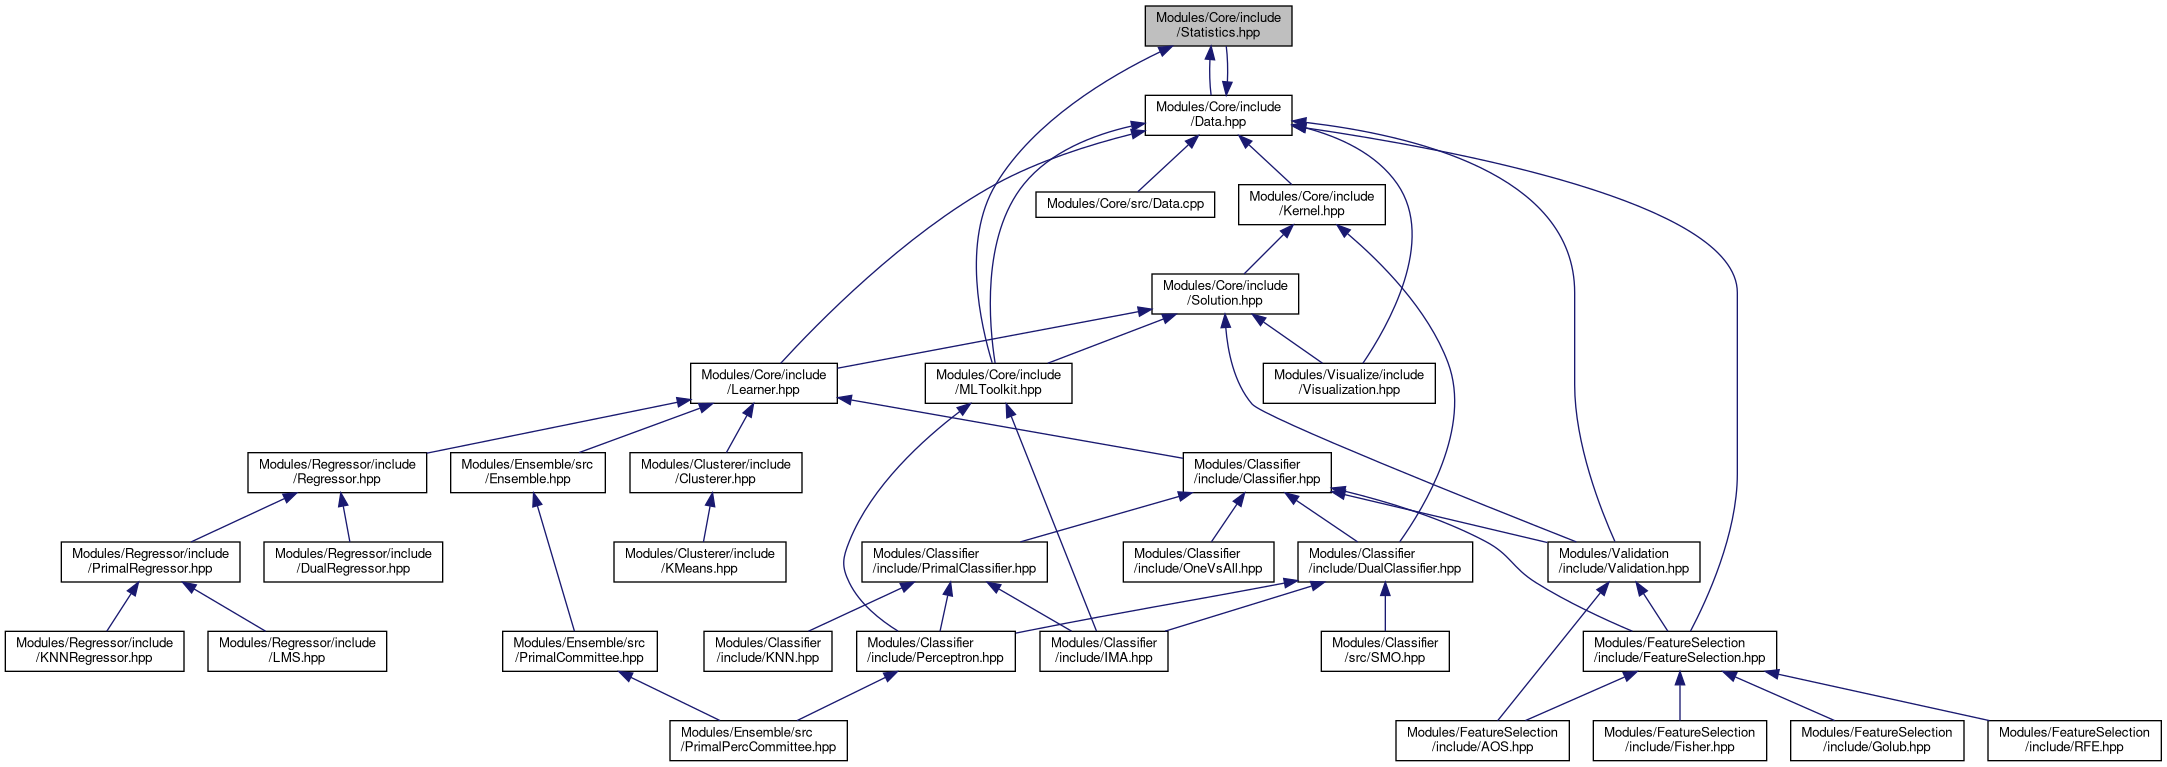 Modules/Core/include
/Statistics.hpp
Modules/Core/include
/Data.hpp
Modules/Core/src/Data.cpp
Modules/Core/include
/Kernel.hpp
Modules/Core/include
/Solution.hpp
Modules/Core/include
/Learner.hpp
Modules/Core/include
/MLToolkit.hpp
Modules/Visualize/include
/Visualization.hpp
Modules/Regressor/include
/Regressor.hpp
Modules/Ensemble/src
/Ensemble.hpp
Modules/Clusterer/include
/Clusterer.hpp
Modules/Classifier
/include/Classifier.hpp
Modules/Regressor/include
/PrimalRegressor.hpp
Modules/Regressor/include
/DualRegressor.hpp
Modules/Clusterer/include
/KMeans.hpp
Modules/Classifier
/include/PrimalClassifier.hpp
Modules/Classifier
/include/OneVsAll.hpp
Modules/Classifier
/include/DualClassifier.hpp
Modules/Validation
/include/Validation.hpp
Modules/Regressor/include
/KNNRegressor.hpp
Modules/Regressor/include
/LMS.hpp
Modules/Ensemble/src
/PrimalCommittee.hpp
Modules/Classifier
/include/KNN.hpp
Modules/Classifier
/include/Perceptron.hpp
Modules/Classifier
/include/IMA.hpp
Modules/Classifier
/src/SMO.hpp
Modules/FeatureSelection
/include/FeatureSelection.hpp
Modules/Ensemble/src
/PrimalPercCommittee.hpp
Modules/FeatureSelection
/include/AOS.hpp
Modules/FeatureSelection
/include/Fisher.hpp
Modules/FeatureSelection
/include/Golub.hpp
Modules/FeatureSelection
/include/RFE.hpp